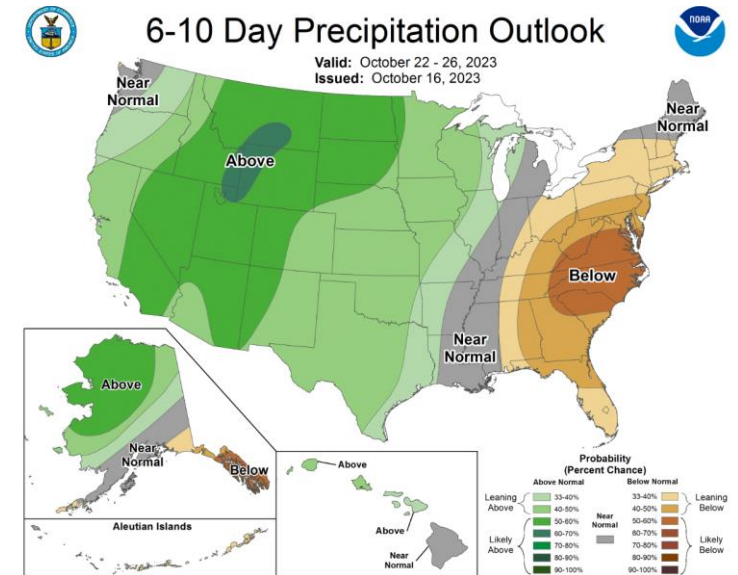 6-10 Day Precipitation Outlook
NOAA
Valid: October 22 - 26, 2023
Issued: October 16, 2023
Near
Normal
Near
Normal
Above
Below
Near
Normal
Above
Near
Normal
Below
Aleutian Islands
Above
Above
Near
Normal
Probability
(Percent Chance)
Above Normal
Below Normal
Leaning
Above
33-40%
40-50%
Likely
Above
50-60%
60-70%
70-80%
80-90%
90-100%
Near
Normal
33-40%
40-50%
Leaning
Below
50-60%
60-70%
70-80%
80-90%
90-100%
Likely
Below